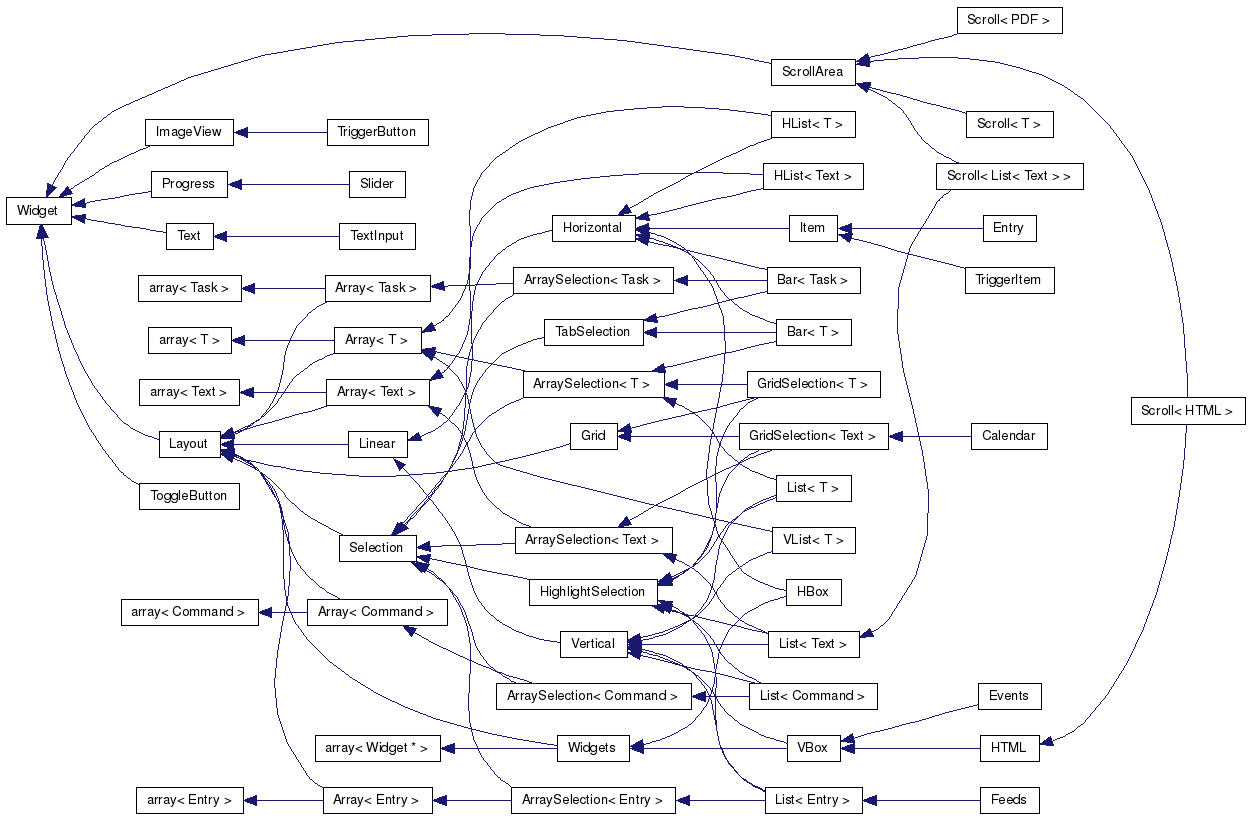 Scroll< PDF >
ScrollArea
HList< T >
ImageView
TriggerButton
Scroll< T >
HList< Text >
Scroll< List< Text > >
Progress
Slider
Widget
Horizontal
Item
Entry
Text
TextInput
array< Task >
Array< Task >
ArraySelection< Task >
Bar< Task >
TriggerItem
array< T >
Array< T >
TabSelection
Bar< T >
array< Text >
Array< Text >
ArraySelection< T >
GridSelection< T >
Scroll< HTML >
Layout
Linear
Grid
GridSelection< Text >
Calendar
ToggleButton
List< T >
Selection
ArraySelection< Text >
VList< T >
HighlightSelection
HBox
array< Command >
Array< Command >
Vertical
List< Text >
ArraySelection< Command >
List< Command >
Events
array< Widget * >
Widgets
VBox
HTML
array< Entry >
Array< Entry >
ArraySelection< Entry >
List< Entry >
Feeds